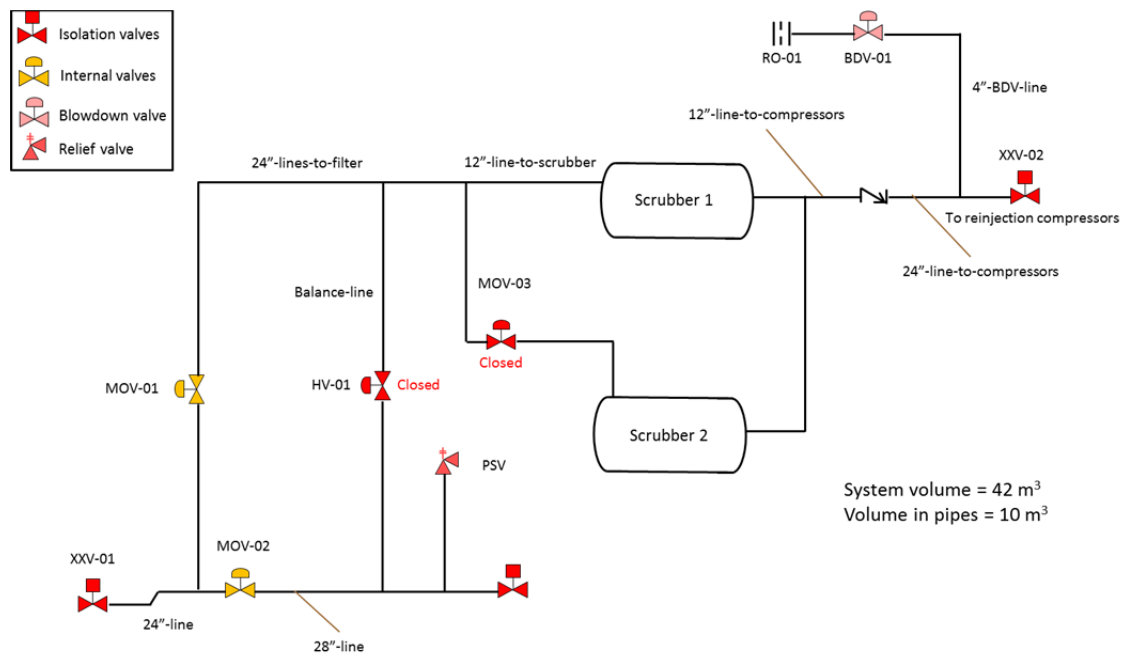 Isolation valves
Internal valves
Blowdown valve
Relief valve
RO-01
BDV-01
4”-BDV-line
12”-line-to-compressors
24”-lines-to-filter
12”-line-to-scrubber
XXV-02
Scrubber 1
To reinjection compressors
24”-line-to-compressors
Balance-line
MOV-03
Closed
MOV-01
HV-01
Closed
Scrubber 2
PSV
System volume = 42 m³
Volume in pipes = 10 m³
XXV-01
MOV-02
24”-line
28”-line